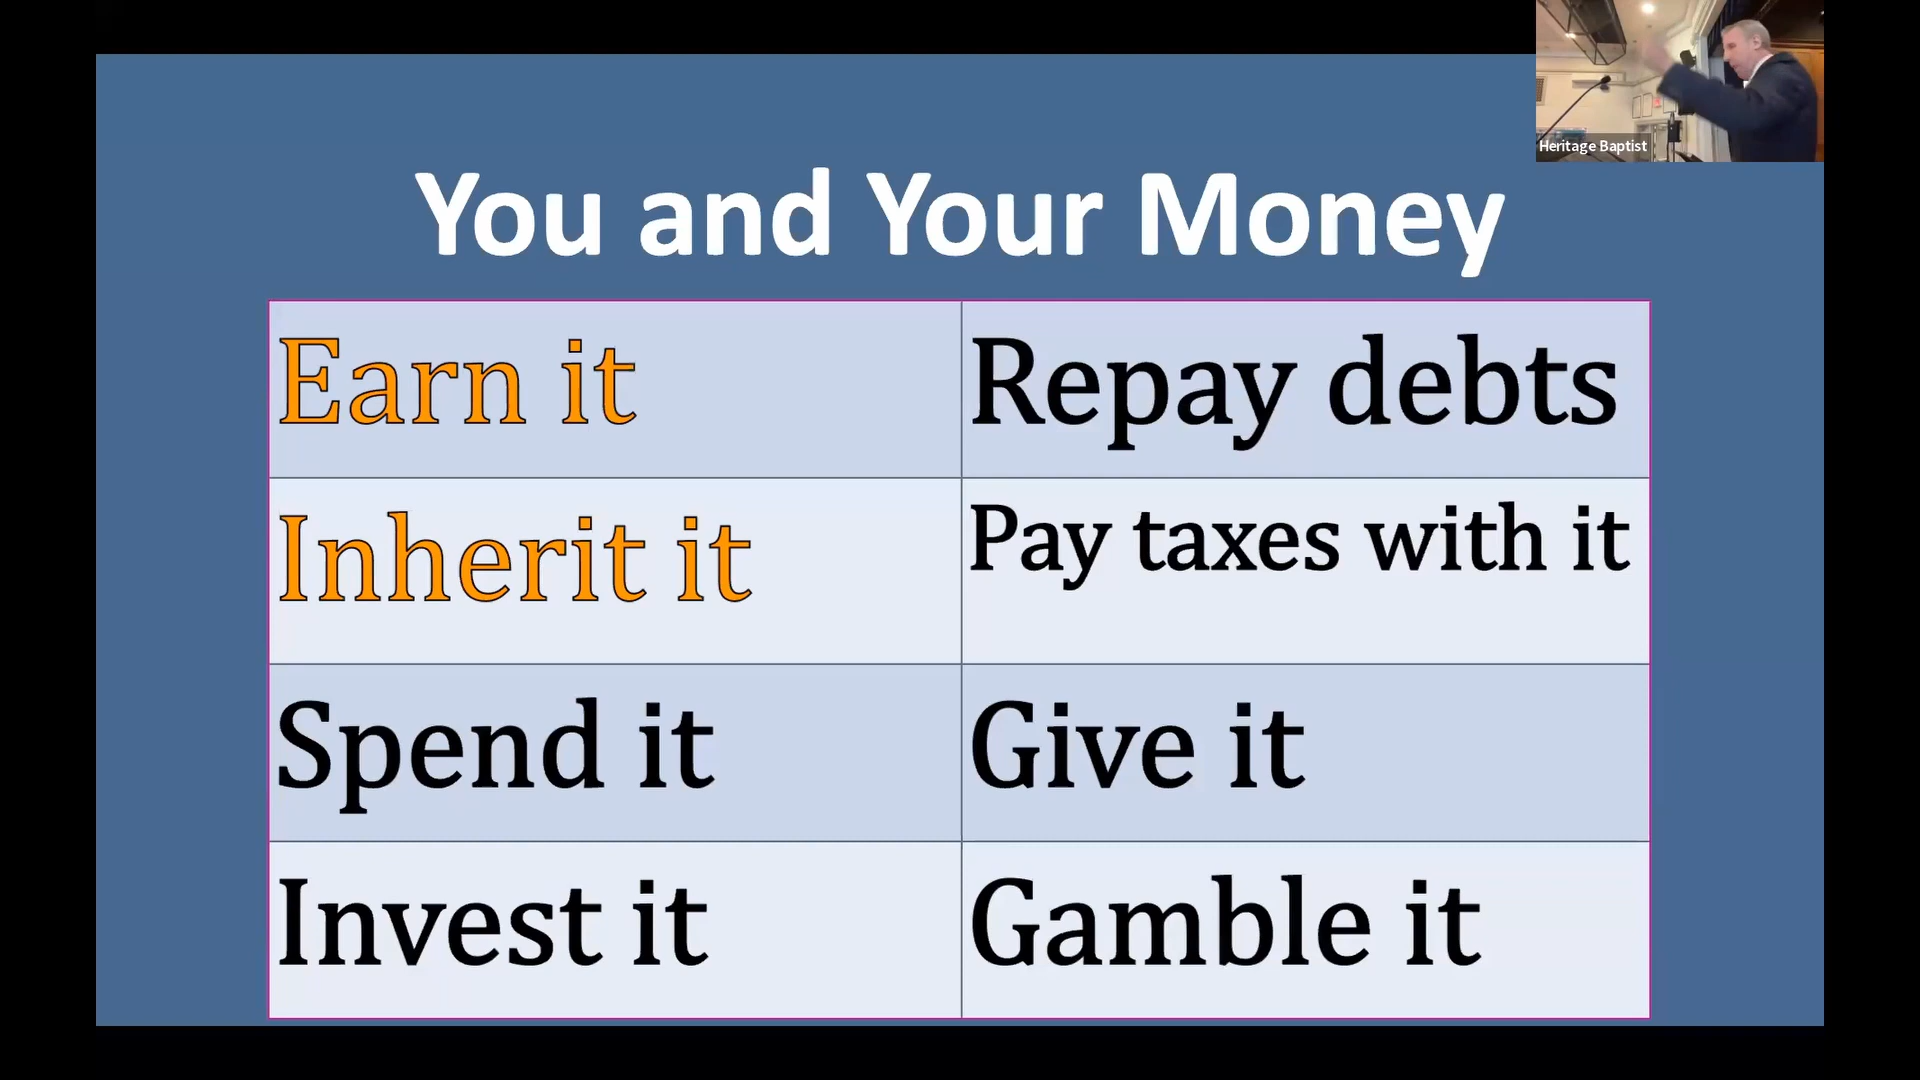 Heritage Baptist
You and Your Money
Earn it
Repay debts
Inherit it
Pay taxes with it
Spend it
Give it
Invest it
Gamble it